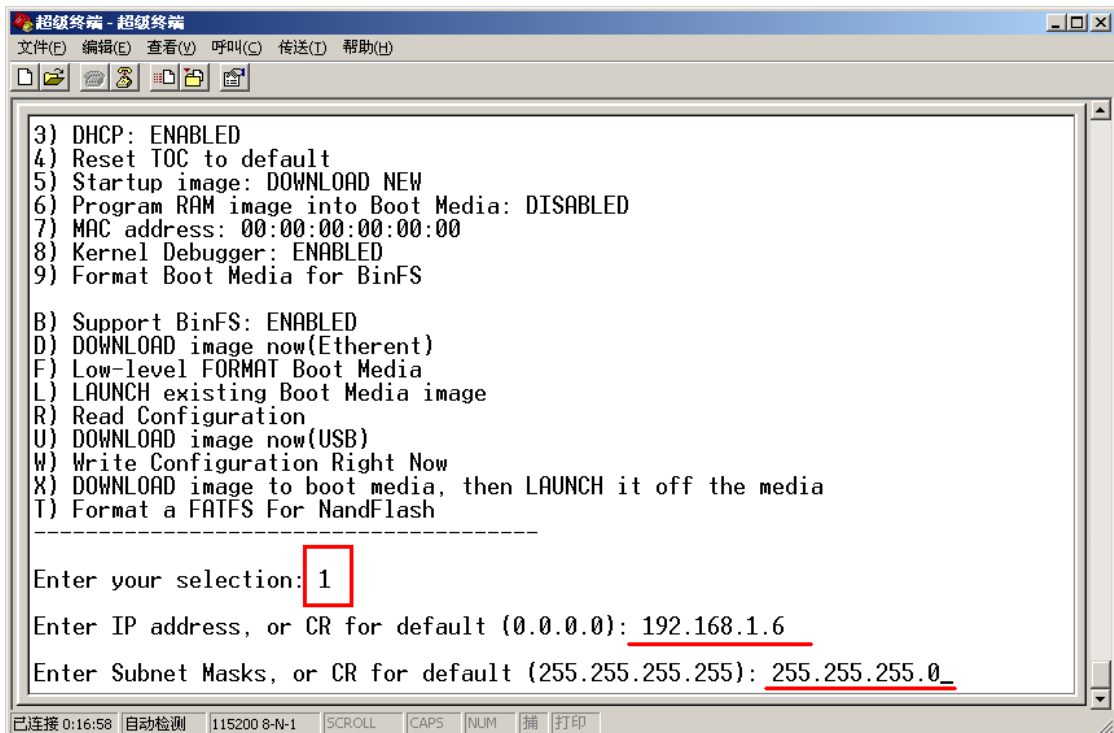 超级终端 - 超级终端
文件(F) 编辑(E) 查看(V) 呼叫(C) 传送(T) 帮助(H)
3) DHCP: ENABLED
4) Reset TOC to default
5) Startup image: DOWNLOAD NEW
6) Program RAM image into Boot Media: DISABLED
7) MAC address: 00:00:00:00:00:00
8) Kernel Debugger: ENABLED
9) Format Boot Media for BinFS
B) Support BinFS: ENABLED
D) DOWNLOAD image now(Etherent)
F) Low-level FORMAT Boot Media
L) LAUNCH existing Boot Media image
R) Read Configuration
U) DOWNLOAD image now(USB)
W) Write Configuration Right Now
X) DOWNLOAD image to boot media, then LAUNCH it off the media
T) Format a FATFS For NandFlash
---------------------------------------
Enter your selection: 1
Enter IP address, or CR for default (0.0.0.0): 192.168.1.6
Enter Subnet Masks, or CR for default (255.255.255.255): 255.255.255.0_
已连接 0:16:58 自动检测 115200 8-N-1 SCROLL CAPS NUM 捕 打印